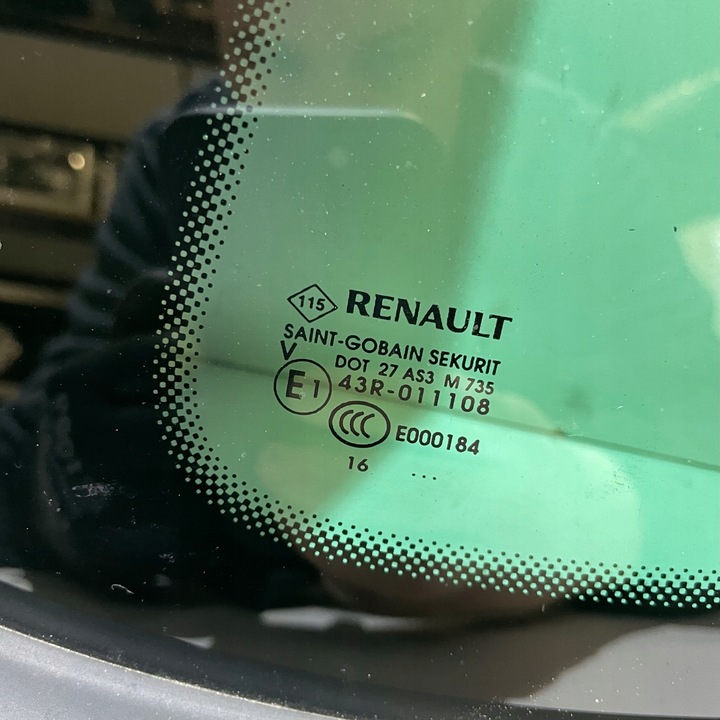 115 RENAULT
SAINT-GOBAIN SEKURIT
V
DOT 27 AS3 M 735
E1 43R-011108
CCC E000184
16 ...